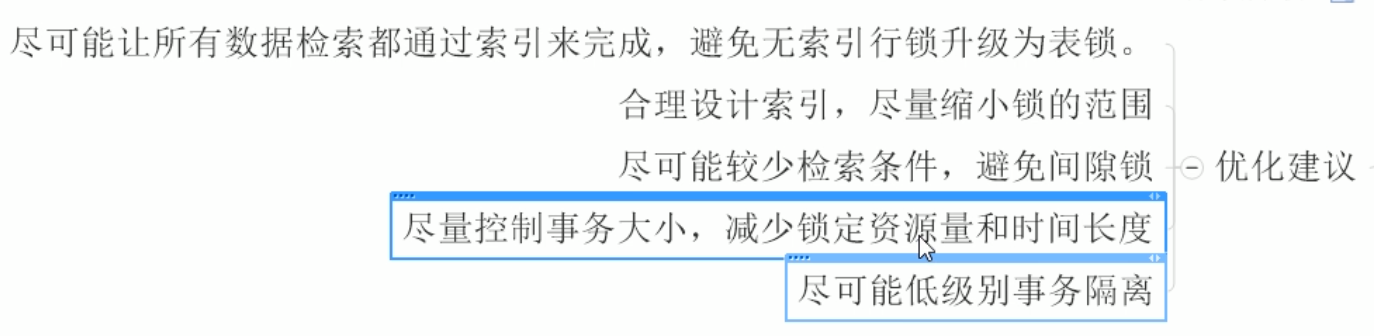 尽可能让所有数据检索都通过索引来完成，避免无索引行锁升级为表锁。
合理设计索引，尽量缩小锁的范围
尽可能较少检索条件，避免间隙锁
优化建议
尽量控制事务大小，减少锁定资源量和时间长度
尽可能低级别事务隔离